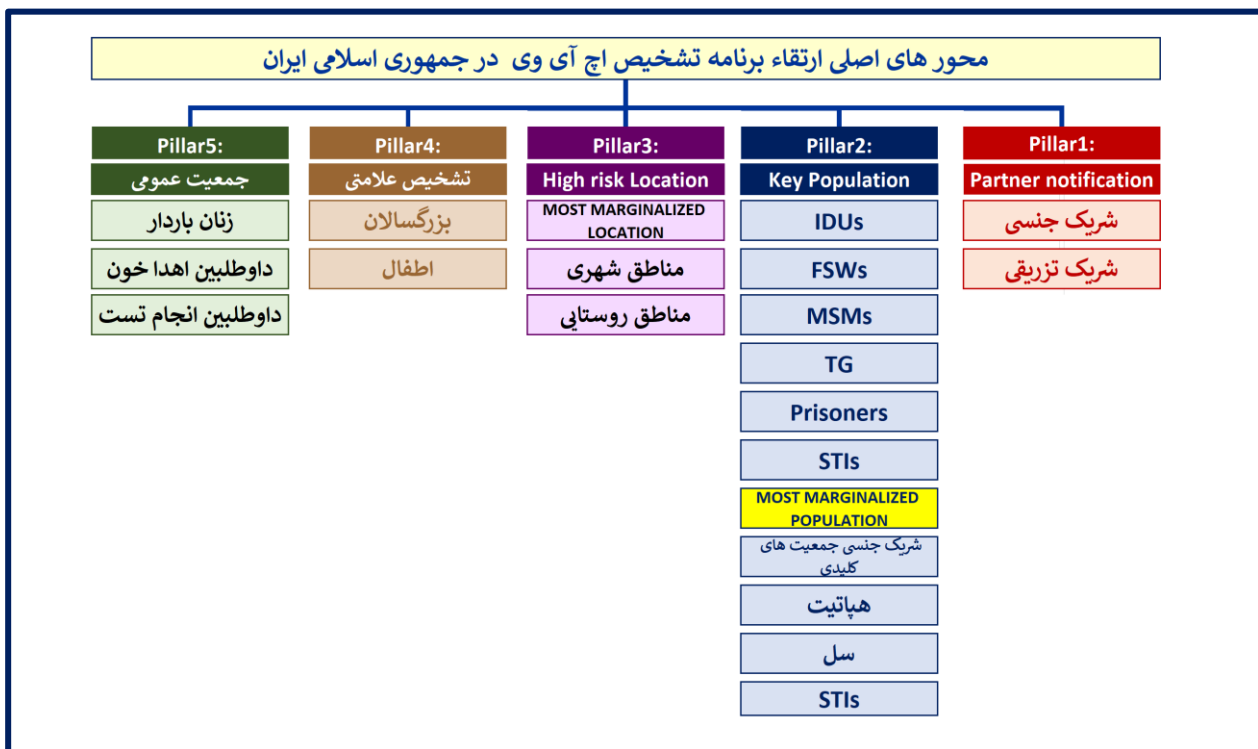 محور های اصلی ارتقاء برنامه تشخیص اچ آی وی در جمهوری اسلامی ایران
Pillar1:
Partner notification
شریک جنسی
شریک تزریقی
Pillar2:
Key Population
IDUs
FSWs
MSMs
TG
Prisoners
STIs
MOST MARGINALIZED
POPULATION
شریک جنسی جمعیت های
کلیدی
هپاتیت
سل
STIs
Pillar3:
High risk Location
MOST MARGINALIZED
LOCATION
مناطق شهری
مناطق روستایی
Pillar4:
تشخیص علامتی
بزرگسالان
اطفال
Pillar5:
جمعیت عمومی
زنان باردار
داوطلبین اهدا خون
داوطلبین انجام تست